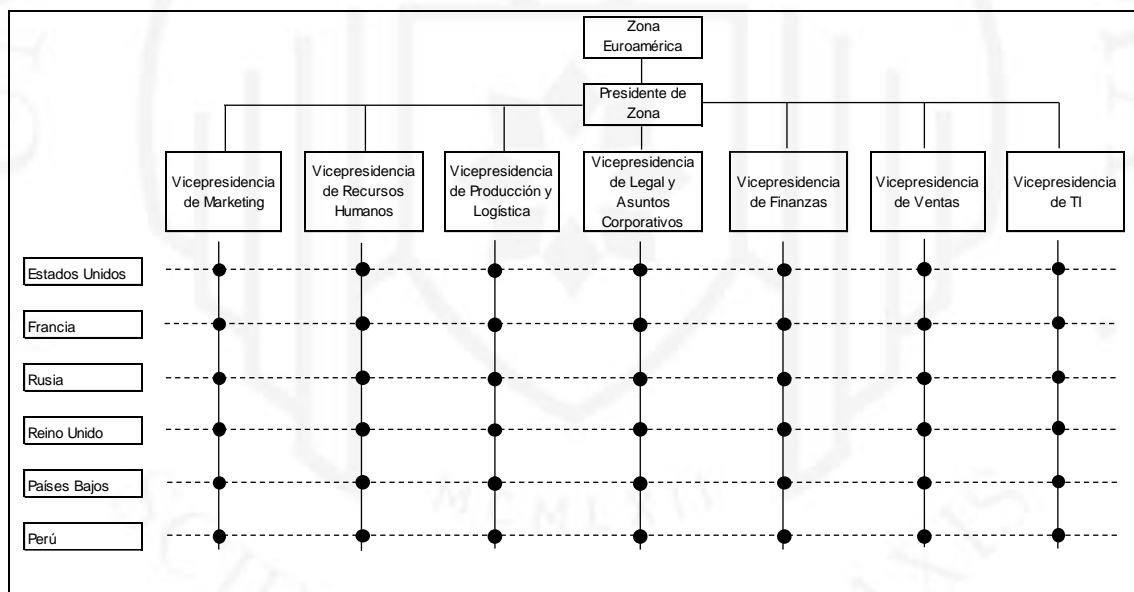 Zona
Euroamérica
Presidente de
Zona
Vicepresidencia
de Marketing
Vicepresidencia
de Recursos
Humanos
Vicepresidencia
de Producción y
Logística
Vicepresidencia
de Legal y
Asuntos
Corporativos
Vicepresidencia
de Finanzas
Vicepresidencia
de Ventas
Vicepresidencia
de TI
Estados Unidos
Francia
Rusia
Reino Unido
Países Bajos
Perú